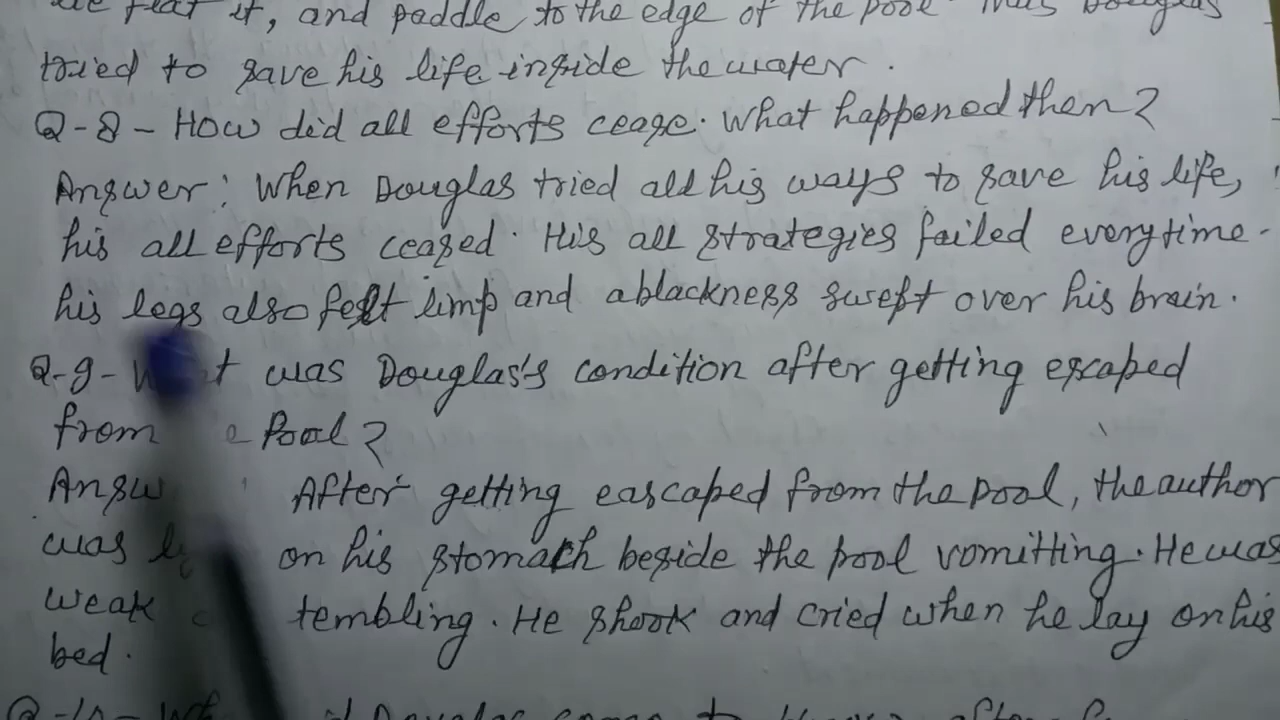 it, and paddle to the edge of the pool Thus Douglas
tried to save his life inside the water.
Q-8 - How did all efforts cease. What happened then?
Answer: When Douglas tried all his ways to save his life,
his all efforts ceased. His all strategies failed everytime.
his legs also felt limp and ablackness swept over his brain.
Q-9- was Douglas's condition after getting escaped
from Pool?
After getting eascaped from the pool, the author
was on his stomach beside the pool vomitting. He was
weak tembling. He shook and cried when he lay on his
bed.